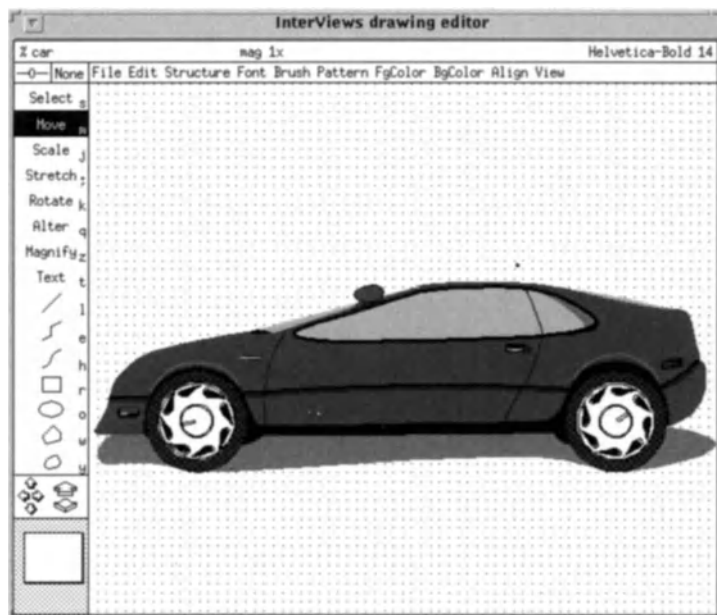 InterViews drawing editor
% car mag 1x Helvetica-Bold 14
None File Edit Structure Font Brush Pattern FgColor BgColor Align View
Select s
Move m
Scale j
Stretch ;
Rotate k
Alter q
Magnify z
Text t
l
e
h
r
o
w
y